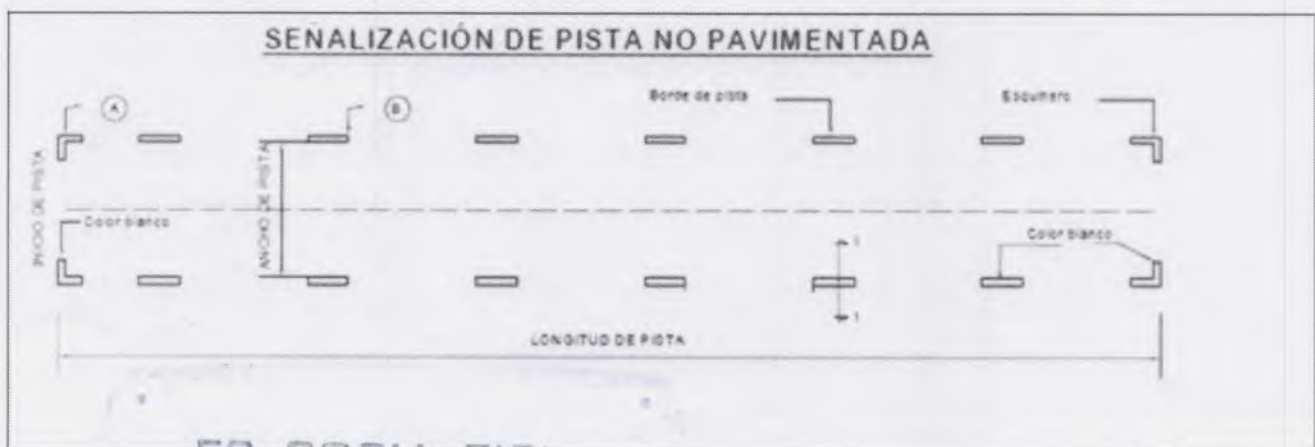 SEÑALIZACIÓN DE PISTA NO PAVIMENTADA
A
B
Borde de pista
Esquinero
INICIO DE PISTA
ANCHO DE PISTA
Color blanco
Color blanco
1
1
LONGITUD DE PISTA